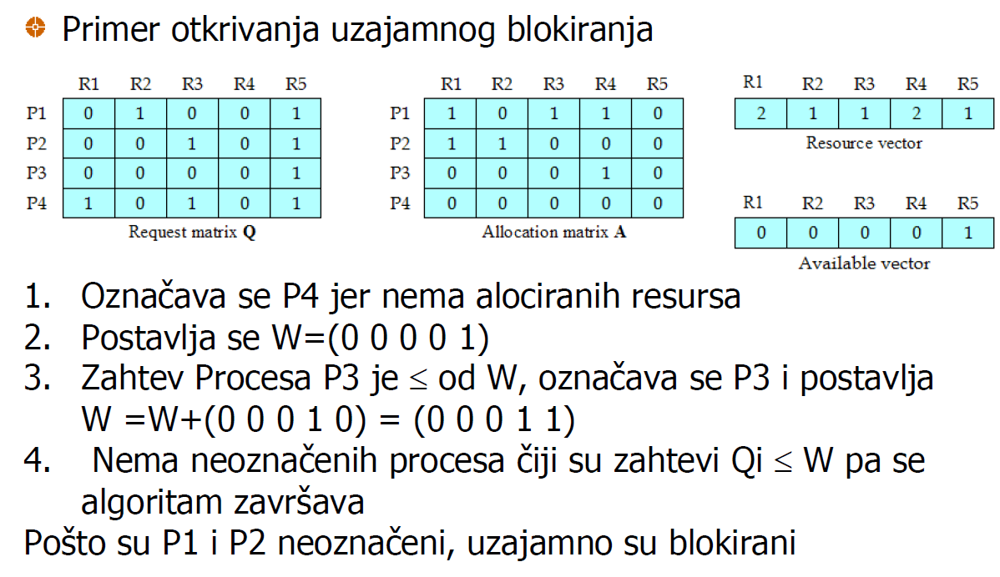 Primer otkrivanja uzajamnog blokiranja
R1 R2 R3 R4 R5
P1 0 1 0 0 1
P2 0 0 1 0 1
P3 0 0 0 0 1
P4 1 0 1 0 1
Request matrix Q
R1 R2 R3 R4 R5
P1 1 0 1 1 0
P2 1 1 0 0 0
P3 0 0 0 1 0
P4 0 0 0 0 0
Allocation matrix A
R1 R2 R3 R4 R5
2 1 1 2 1
Resource vector
R1 R2 R3 R4 R5
0 0 0 0 1
Available vector
1. Označava se P4 jer nema alociranih resursa
2. Postavlja se W=(0 0 0 0 1)
3. Zahtev Procesa P3 je ≤ od W, označava se P3 i postavlja
W =W+(0 0 0 1 0) = (0 0 0 1 1)
4. Nema neoznačenih procesa čiji su zahtevi Qi ≤ W pa se
algoritam završava
Pošto su P1 i P2 neoznačeni, uzajamno su blokirani